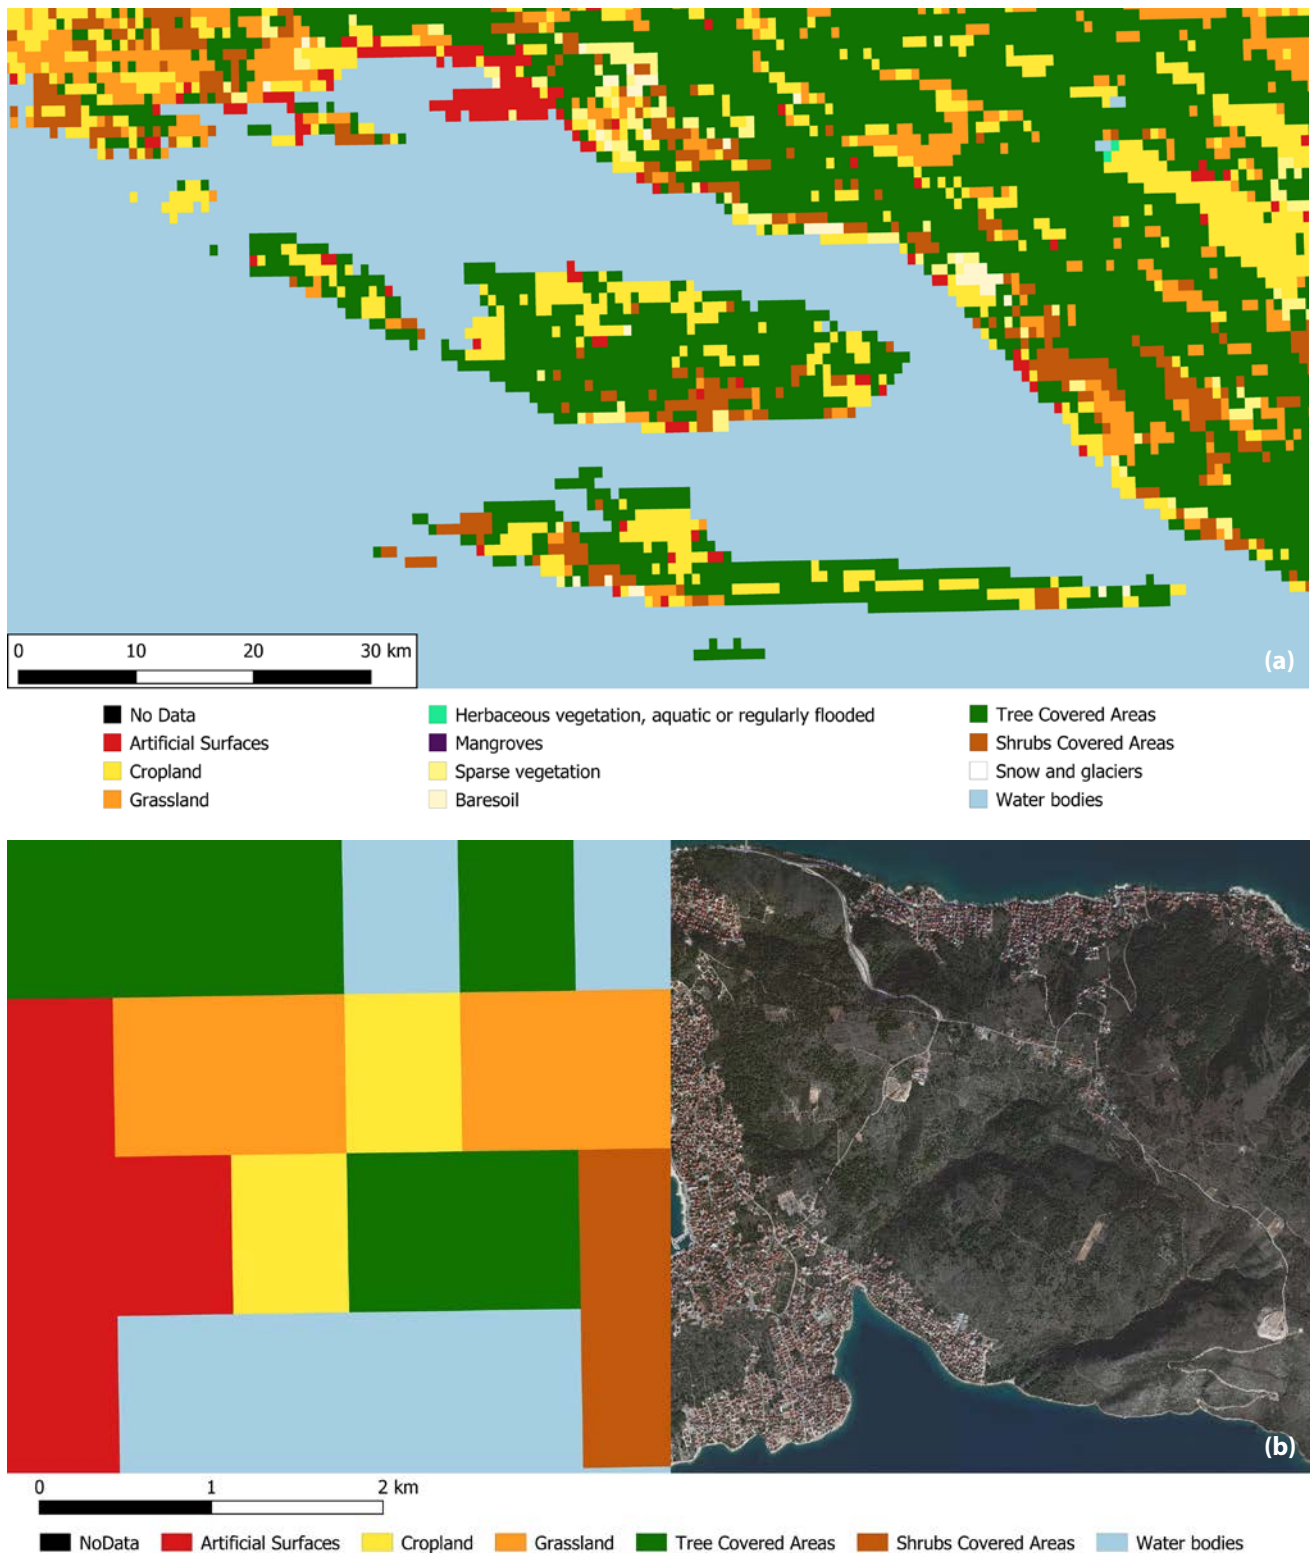 0 10 20 30 km
(a)
No Data Herbaceous vegetation, aquatic or regularly flooded Tree Covered Areas
Artificial Surfaces Mangroves Shrubs Covered Areas
Cropland Sparse vegetation Snow and glaciers
Grassland Baresoil Water bodies
(b)
0 1 2 km
NoData Artificial Surfaces Cropland Grassland Tree Covered Areas Shrubs Covered Areas Water bodies